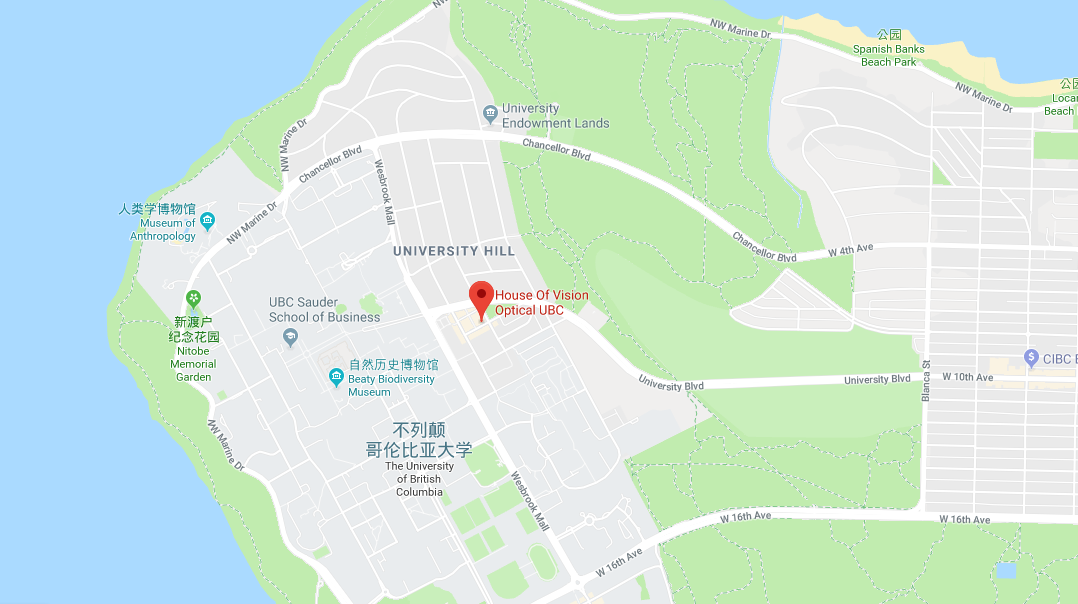 NW
NW Marine Dr
公园
Spanish Banks
Beach Park
公园
Locar
Beach
NW Marine Dr
University
Endowment Lands
NW Marine Dr
Chancellor Blvd
Chancellor Blvd
Wesbrook Mall
人类学博物馆
Museum of
Anthropology
NW Marine Dr
UNIVERSITY HILL
Chancellor Blvd
W 4th Ave
House Of Vision
Optical UBC
UBC Sauder
School of Business
新渡户
纪念花园
Nitobe
Memorial
Garden
自然历史博物馆
Beaty Biodiversity
Museum
University Blvd
University Blvd
Blanca St
W 10th Ave
CIBC B
NW Marine Dr
不列颠
哥伦比亚大学
The University
of British
Columbia
Wesbrook Mall
W 16th Ave
W 16th Ave
W 16th Ave